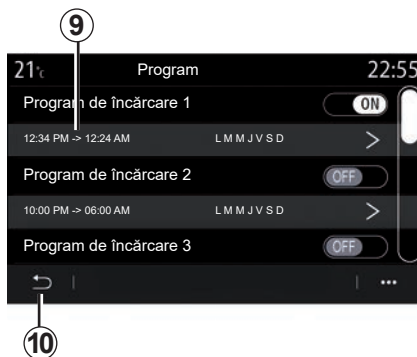 9
21°c Program 22:55
Program de încărcare 1 ON
12:34 PM -> 12:24 AM L M M J V S D >
Program de încărcare 2 OFF
10:00 PM -> 06:00 AM L M M J V S D >
Program de încărcare 3 OFF
10